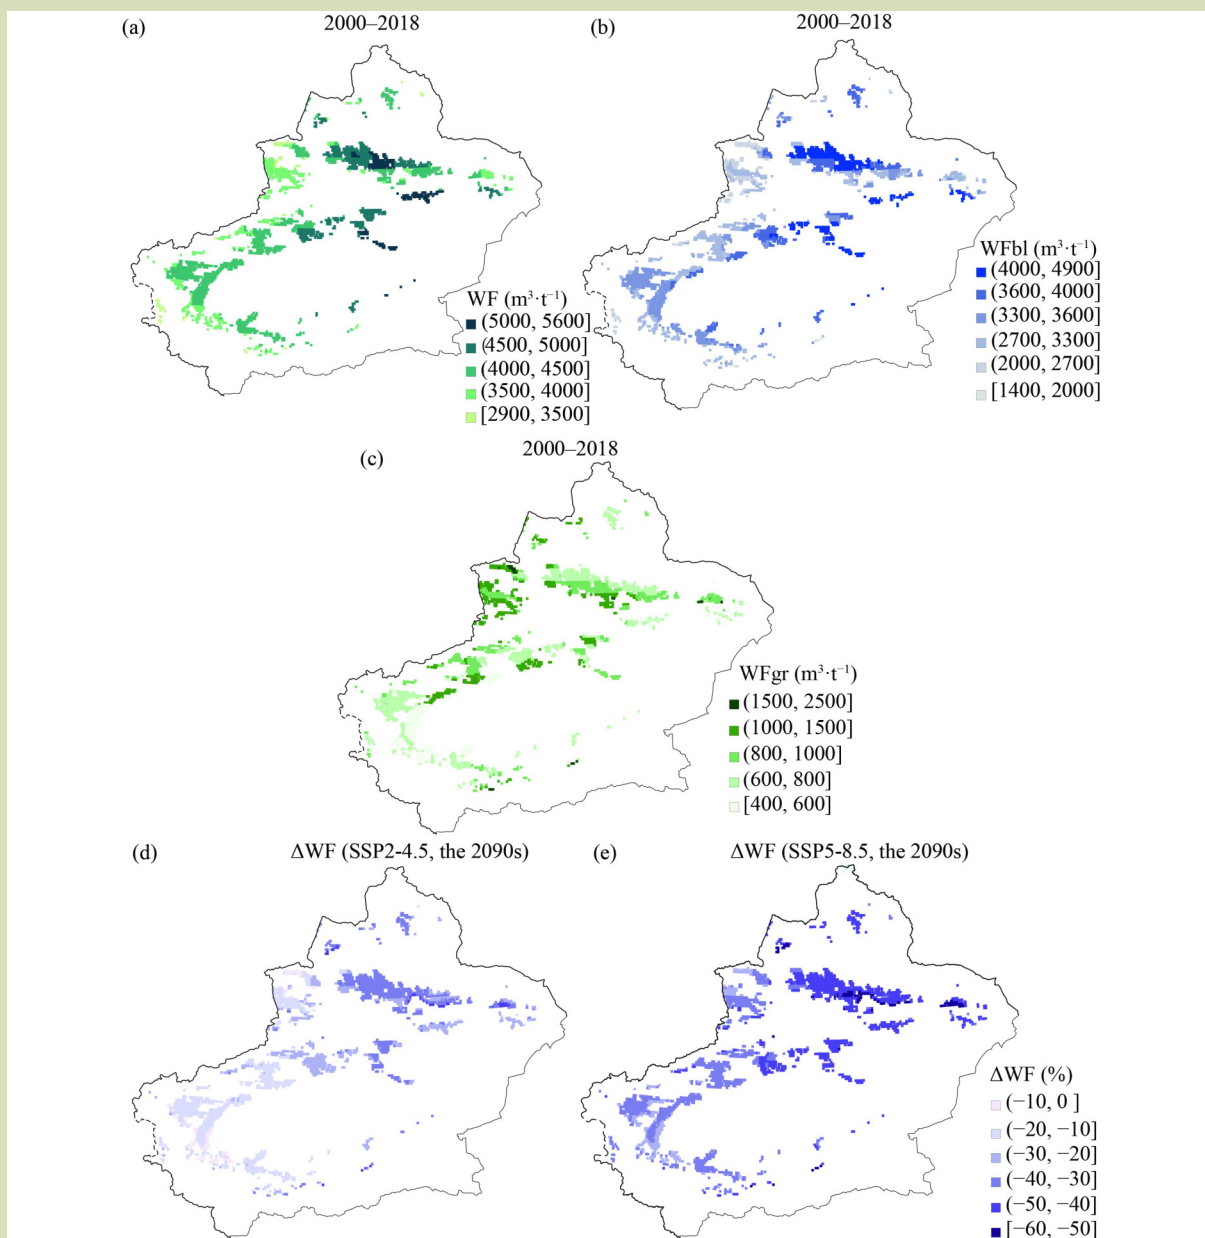 (a)
2000–2018
(b)
2000–2018
WF (m³·t⁻¹)
(5000, 5600]
(4500, 5000]
(4000, 4500]
(3500, 4000]
[2900, 3500]
WFbl (m³·t⁻¹)
(4000, 4900]
(3600, 4000]
(3300, 3600]
(2700, 3300]
(2000, 2700]
[1400, 2000]
(c)
2000–2018
WFgr (m³·t⁻¹)
(1500, 2500]
(1000, 1500]
(800, 1000]
(600, 800]
[400, 600]
(d)
ΔWF (SSP2-4.5, the 2090s)
(e)
ΔWF (SSP5-8.5, the 2090s)
ΔWF (%)
(−10, 0 ]
(−20, −10]
(−30, −20]
(−40, −30]
(−50, −40]
[−60, −50]